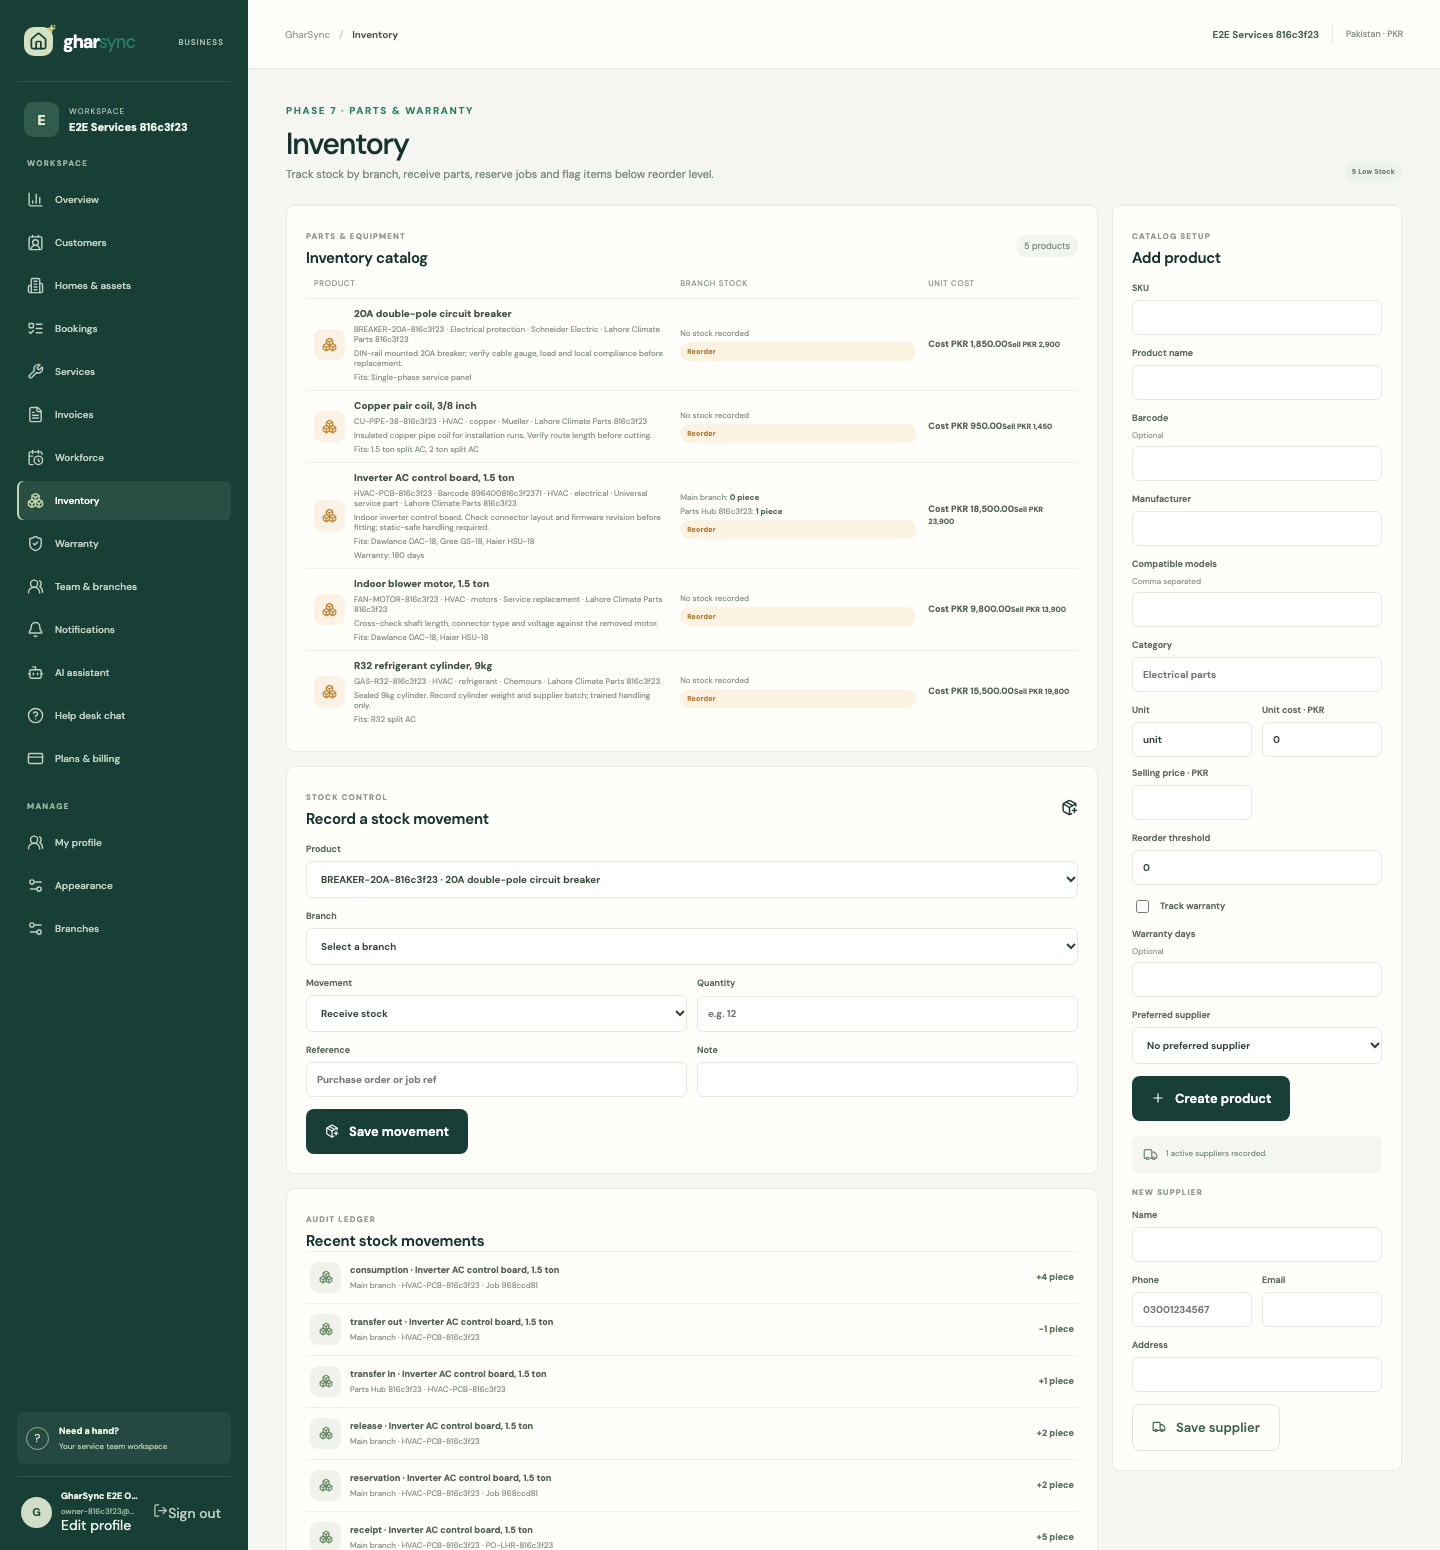 gharsync
BUSINESS
WORKSPACE
E
E2E Services 816c3f23
WORKSPACE
Overview
Customers
Homes & assets
Bookings
Services
Invoices
Workforce
Inventory
Warranty
Team & branches
Notifications
AI assistant
Help desk chat
Plans & billing
MANAGE
My profile
Appearance
Branches
?
Need a hand?
Your service team workspace
G
GharSync E2E O...
owner-816c3f23@...
Edit profile
Sign out
GharSync / Inventory
E2E Services 816c3f23
Pakistan · PKR
PHASE 7 · PARTS & WARRANTY
Inventory
Track stock by branch, receive parts, reserve jobs and flag items below reorder level.
5 Low Stock
PARTS & EQUIPMENT
Inventory catalog
5 products
PRODUCT BRANCH STOCK UNIT COST
20A double-pole circuit breaker
BREAKER-20A-816c3f23 · Electrical protection · Schneider Electric · Lahore Climate
Parts 816c3f23
DIN-rail mounted 20A breaker; verify cable gauge, load and local compliance before
replacement.
Fits: Single-phase service panel
No stock recorded
Reorder
Cost PKR 1,850.00Sell PKR 2,900
Copper pair coil, 3/8 inch
CU-PIPE-38-816c3f23 · HVAC · copper · Mueller · Lahore Climate Parts 816c3f23
Insulated copper pipe coil for installation runs. Verify route length before cutting.
Fits: 1.5 ton split AC, 2 ton split AC
No stock recorded
Reorder
Cost PKR 950.00Sell PKR 1,450
Inverter AC control board, 1.5 ton
HVAC-PCB-816c3f23 · Barcode 896400816c3f2371 · HVAC · electrical · Universal
service part · Lahore Climate Parts 816c3f23
Indoor inverter control board. Check connector layout and firmware revision before
fitting; static-safe handling required.
Fits: Dawlance DAC-18, Gree GS-18, Haier HSU-18
Warranty: 180 days
Main branch: 0 piece
Parts Hub 816c3f23: 1 piece
Reorder
Cost PKR 18,500.00Sell PKR
23,900
Indoor blower motor, 1.5 ton
FAN-MOTOR-816c3f23 · HVAC · motors · Service replacement · Lahore Climate Parts
816c3f23
Cross-check shaft length, connector type and voltage against the removed motor.
Fits: Dawlance DAC-18, Haier HSU-18
No stock recorded
Reorder
Cost PKR 9,800.00Sell PKR 13,900
R32 refrigerant cylinder, 9kg
GAS-R32-816c3f23 · HVAC · refrigerant · Chemours · Lahore Climate Parts 816c3f23
Sealed 9kg cylinder. Record cylinder weight and supplier batch; trained handling
only.
Fits: R32 split AC
No stock recorded
Reorder
Cost PKR 15,500.00Sell PKR 19,800
STOCK CONTROL
Record a stock movement
Product
BREAKER-20A-816c3f23 · 20A double-pole circuit breaker
Branch
Select a branch
Movement
Receive stock
Quantity
e.g. 12
Reference
Purchase order or job ref
Note
Save movement
AUDIT LEDGER
Recent stock movements
consumption · Inverter AC control board, 1.5 ton
Main branch · HVAC-PCB-816c3f23 · Job 968ccd81
+4 piece
transfer out · Inverter AC control board, 1.5 ton
Main branch · HVAC-PCB-816c3f23
-1 piece
transfer in · Inverter AC control board, 1.5 ton
Parts Hub 816c3f23 · HVAC-PCB-816c3f23
+1 piece
release · Inverter AC control board, 1.5 ton
Main branch · HVAC-PCB-816c3f23
+2 piece
reservation · Inverter AC control board, 1.5 ton
Main branch · HVAC-PCB-816c3f23 · Job 968ccd81
+2 piece
receipt · Inverter AC control board, 1.5 ton
Main branch · HVAC-PCB-816c3f23 · PO-LHR-816c3f23
+5 piece
CATALOG SETUP
Add product
SKU
Product name
Barcode
Optional
Manufacturer
Compatible models
Comma separated
Category
Electrical parts
Unit
unit
Unit cost · PKR
0
Selling price · PKR
Reorder threshold
0
Track warranty
Warranty days
Optional
Preferred supplier
No preferred supplier
Create product
1 active suppliers recorded.
NEW SUPPLIER
Name
Phone
03001234567
Email
Address
Save supplier